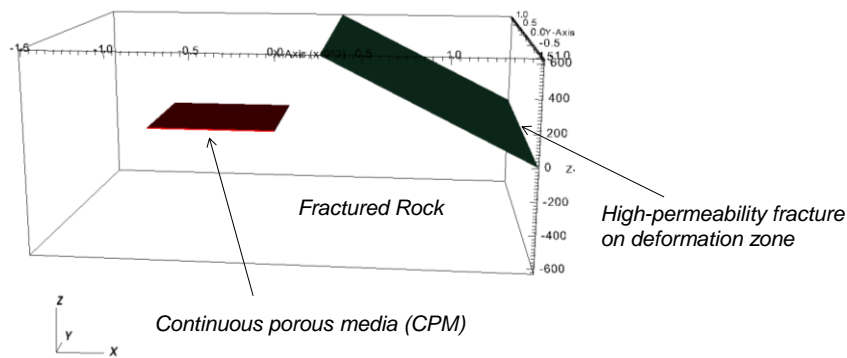 1.0
0.5
0.0
Y-Axis
-0.5
-1.5
-1.0
-0.5
0.0
X-Axis (x10^3)
0.5
1.0
600
400
200
0
Z-
-200
-400
-600
Fractured Rock
High-permeability fracture
on deformation zone
Continuous porous media (CPM)
Z
Y
X